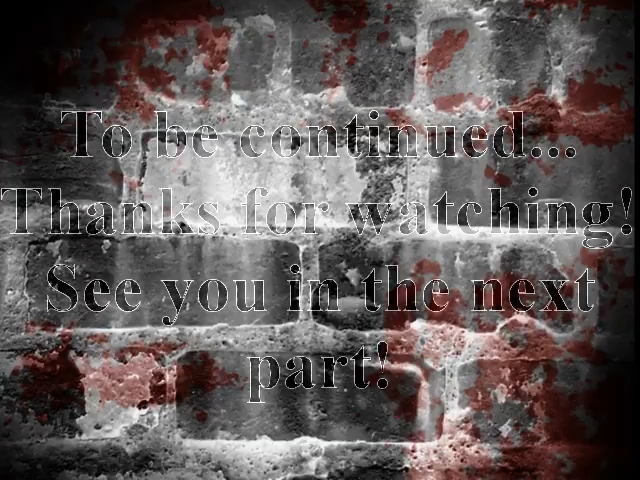 To be continued...
Thanks for watching!
See you in the next
part!